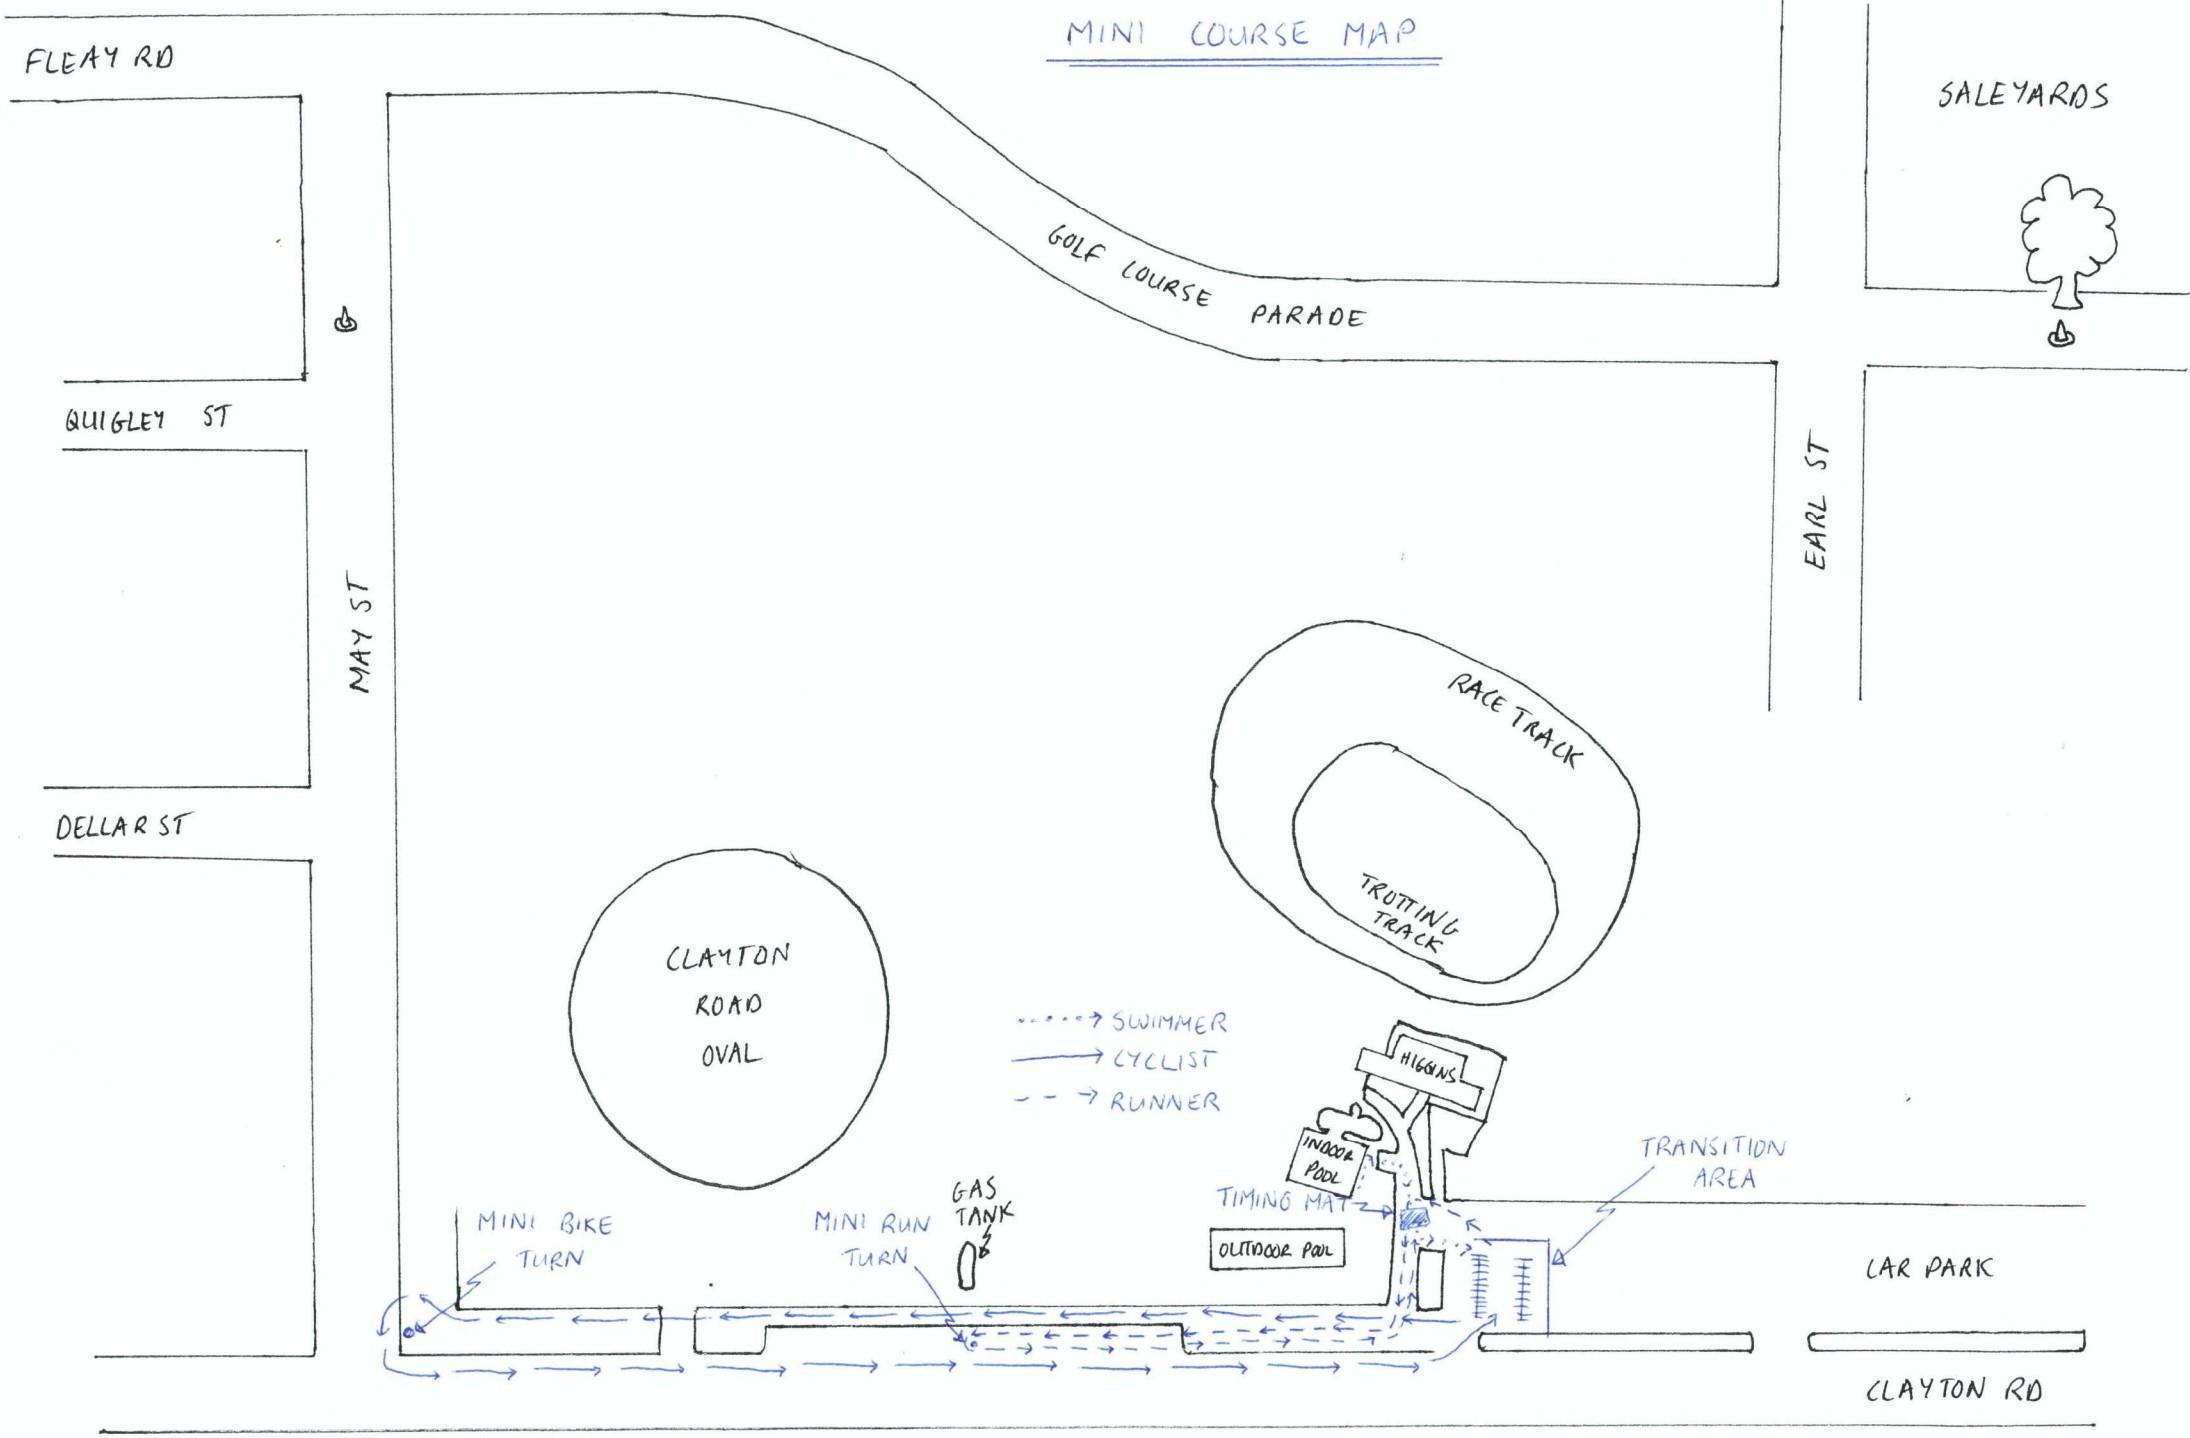 MINI COURSE MAP
FLEAY RD
SALEYARDS
GOLF COURSE PARADE
QUIGLEY ST
EARL ST
MAY ST
RACE TRACK
DELLAR ST
TROTTING
TRACK
CLAYTON
ROAD
OVAL
SWIMMER
CYCLIST
RUNNER
HIGGINS
INDOOR
POOL
TRANSITION
AREA
TIMING MAT
GAS
TANK
MINI BIKE
TURN
MINI RUN
TURN
OUTDOOR POOL
CAR PARK
CLAYTON RD